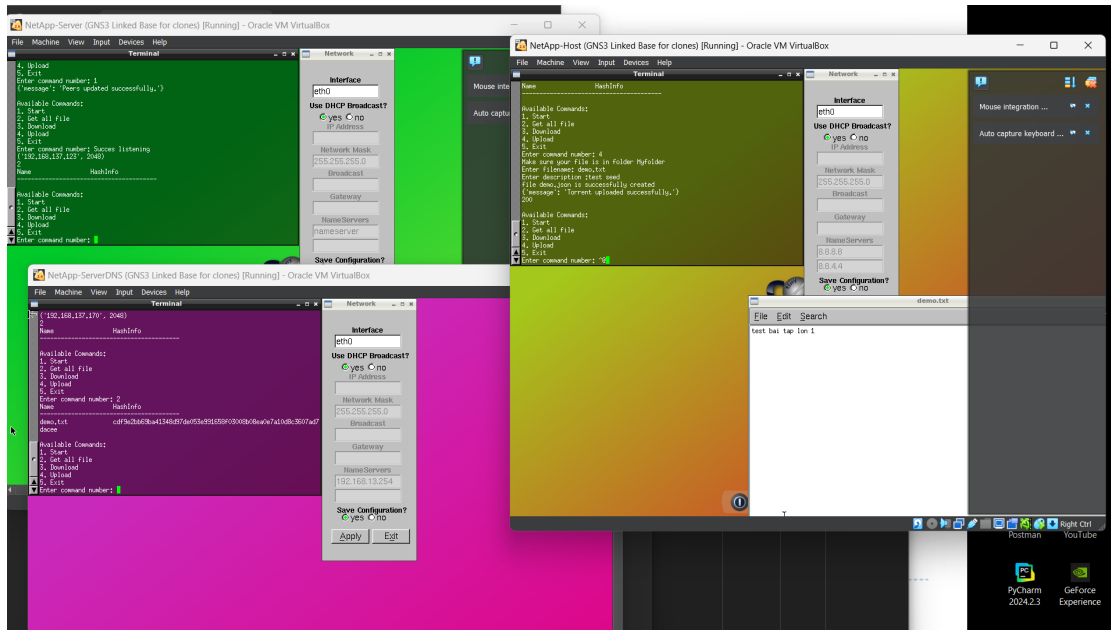 NetApp-Server (GNS3 Linked Base for clones) [Running] - Oracle VM VirtualBox
File Machine View Input Devices Help
Terminal
4. Upload
5. Exit
Enter command number: 1
{'message': 'Peers updated successfully.'}
Available Commands:
1. Start
2. Get all file
3. Download
4. Upload
5. Exit
Enter command number: Succes listening
('192.168.137.123', 2048)
2
Name HashInfo
----------------------------------------
Available Commands:
1. Start
2. Get all file
3. Download
4. Upload
5. Exit
Enter command number:
Network
Interface
eth0
Use DHCP Broadcast?
yes no
IP Address
Network Mask
255.255.255.0
Broadcast
Gateway
NameServers
nameserver
Save Configuration?
Mouse inte
Auto captu
NetApp-Host (GNS3 Linked Base for clones) [Running] - Oracle VM VirtualBox
File Machine View Input Devices Help
Terminal
Name HashInfo
----------------------------------------
Available Commands:
1. Start
2. Get all file
3. Download
4. Upload
5. Exit
Enter command number: 4
Make sure your file is in folder Myfolder
Enter filename: demo.txt
Enter description :test seed
file demo.json is successfully created
{'message': 'Torrent uploaded successfully.'}
200
Available Commands:
1. Start
2. Get all file
3. Download
4. Upload
5. Exit
Enter command number: ^@
Network
Interface
eth0
Use DHCP Broadcast?
yes no
IP Address
Network Mask
255.255.255.0
Broadcast
Gateway
NameServers
8.8.8.8
8.8.4.4
Save Configuration?
yes no
Mouse integration ...
Auto capture keyboard ...
demo.txt
File Edit Search
test bai tap lon 1
Right Ctrl
NetApp-ServerDNS (GNS3 Linked Base for clones) [Running] - Oracle VM VirtualBox
File Machine View Input Devices Help
Terminal
('192.168.137.170', 2048)
2
Name HashInfo
----------------------------------------
Available Commands:
1. Start
2. Get all file
3. Download
4. Upload
5. Exit
Enter command number: 2
Name HashInfo
----------------------------------------
demo.txt cdf9e2bb69ba41348d97de053e991658f03008b08ea0e7a10d8c3607ad7
dacee
Available Commands:
1. Start
2. Get all file
3. Download
4. Upload
5. Exit
Enter command number:
Network
Interface
eth0
Use DHCP Broadcast?
yes no
IP Address
Network Mask
255.255.255.0
Broadcast
Gateway
NameServers
192.168.13.254
Save Configuration?
yes no
Apply Exit
Postman YouTube
PC
PyCharm GeForce
2024.2.3 Experience